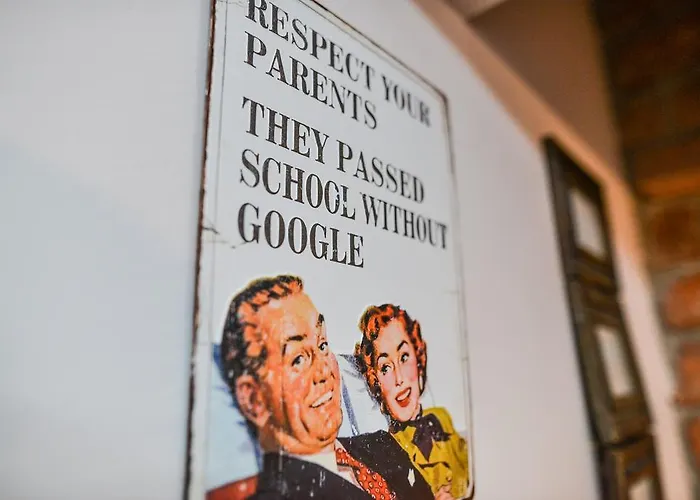 RESPECT YOUR
PARENTS
THEY PASSED
SCHOOL WITHOUT
GOOGLE